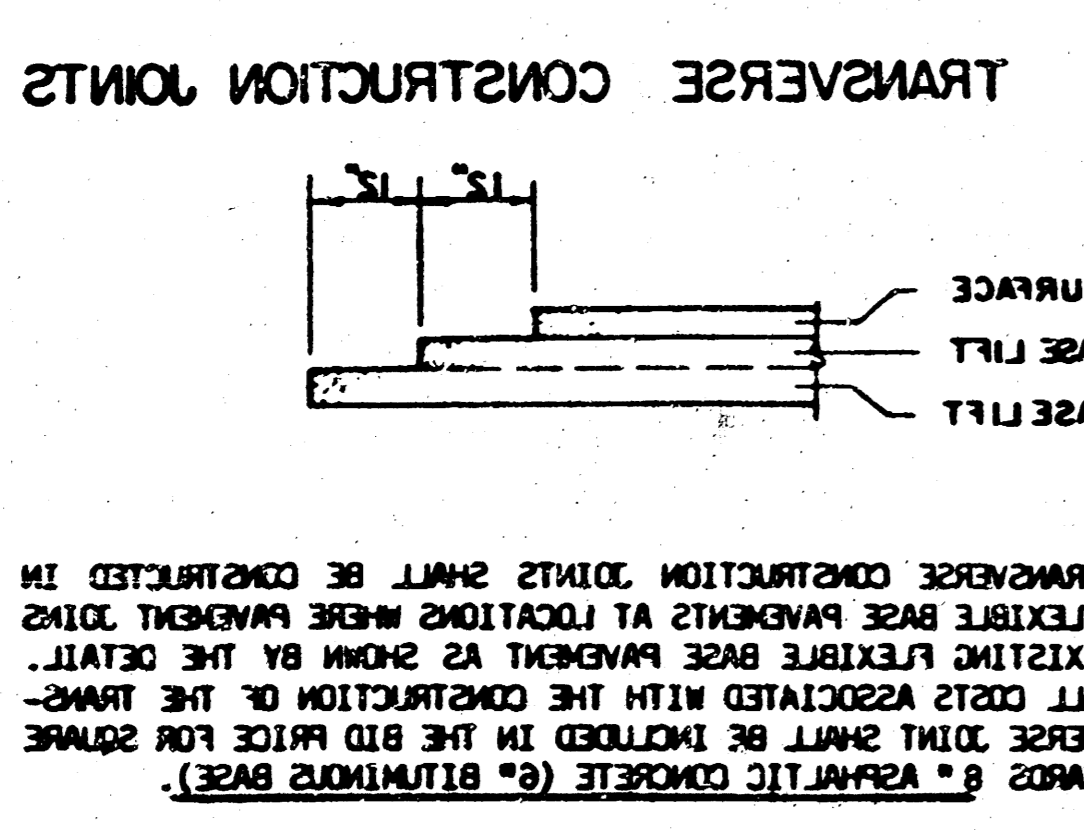 TRANSVERSE CONSTRUCTION JOINTS
12" 12"
URFACE
ASE LIFT
ASE LIFT
RANSVERSE CONSTRUCTION JOINTS SHALL BE CONSTRUCTED IN
LEXIBLE BASE PAVEMENTS AT LOCATIONS WHERE PAVEMENT JOINS
XISTING FLEXIBLE BASE PAVEMENT AS SHOWN BY THE DETAIL.
LL COSTS ASSOCIATED WITH THE CONSTRUCTION OF THE TRANS-
ERSE JOINT SHALL BE INCLUDED IN THE BID PRICE FOR SQUARE
ARDS 8" ASPHALTIC CONCRETE (6" BITUMINOUS BASE).